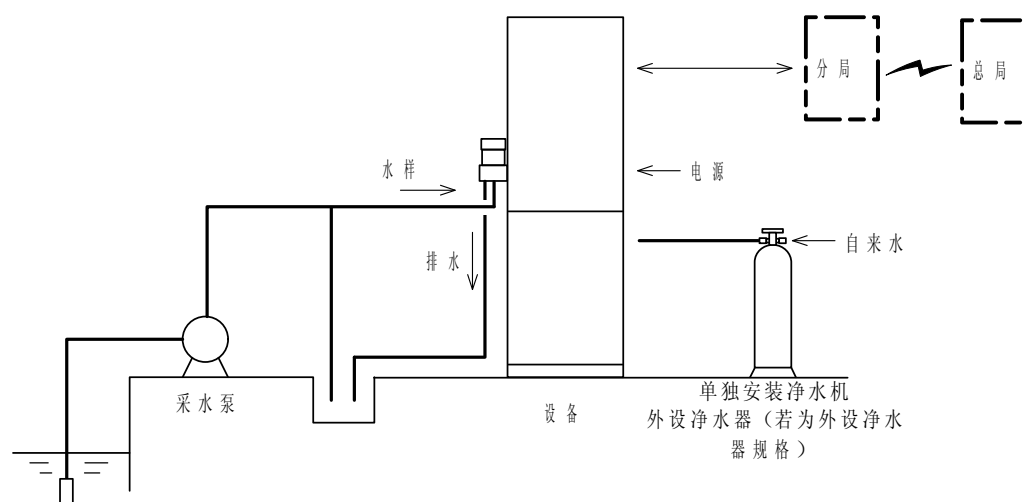 分局
总局
水样
电源
自来水
排水
采水泵
设备
单独安装净水机
外设净水器（若为外设净水
器规格）